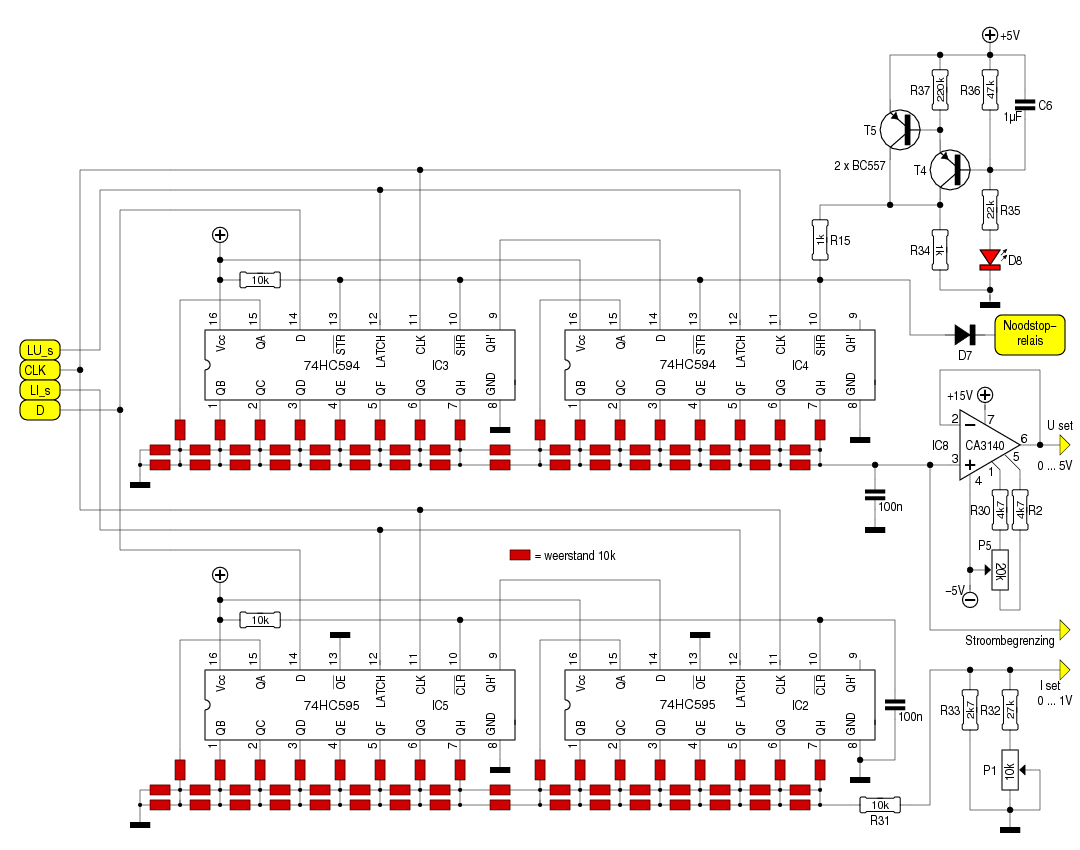 +5V
R37
220k
R36
47k
C6
1µF
T5
2 x BC557
T4
R35
22k
R15
1k
R34
1k
D8
D7
Noodstop-
relais
10k
16 15 14 13 12 11 10 9
Vcc QA D STR LATCH CLK SHR QH'
74HC594 IC3
QB QC QD QE QF QG QH GND
1 2 3 4 5 6 7 8
16 15 14 13 12 11 10 9
Vcc QA D STR LATCH CLK SHR QH'
74HC594 IC4
QB QC QD QE QF QG QH GND
1 2 3 4 5 6 7 8
LU_s
CLK
LI_s
D
+15V
2
7
IC8
CA3140
6
3
1
5
4
U set
0 ... 5V
R30
4k7
4k7
R2
P5
20k
−5V
100n
Stroombegrenzing
= weerstand 10k
10k
16 15 14 13 12 11 10 9
Vcc QA D OE LATCH CLK CLR QH'
74HC595 IC5
QB QC QD QE QF QG QH GND
1 2 3 4 5 6 7 8
16 15 14 13 12 11 10 9
Vcc QA D OE LATCH CLK CLR QH'
74HC595 IC2
QB QC QD QE QF QG QH GND
1 2 3 4 5 6 7 8
100n
10k
R31
I set
0 ... 1V
R33
2k7
R32
27k
P1
10k